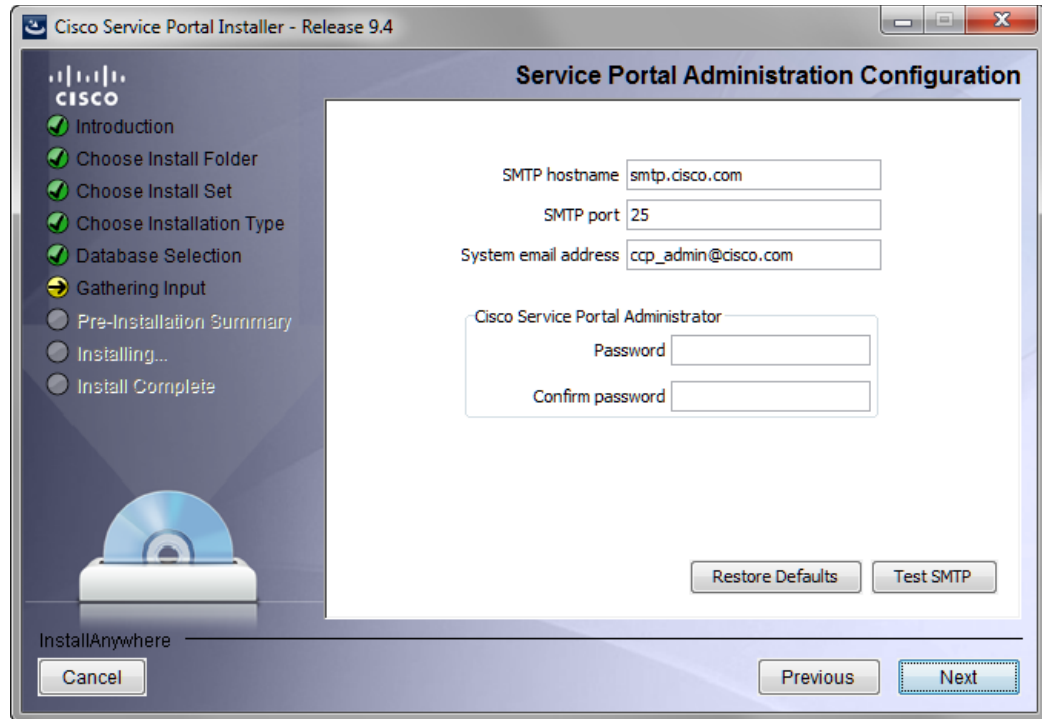 Cisco Service Portal Installer - Release 9.4
CISCO
Service Portal Administration Configuration
Introduction
Choose Install Folder
Choose Install Set
Choose Installation Type
Database Selection
Gathering Input
Pre-Installation Summary
Installing...
Install Complete
SMTP hostname smtp.cisco.com
SMTP port 25
System email address ccp_admin@cisco.com
Cisco Service Portal Administrator
Password
Confirm password
Restore Defaults Test SMTP
InstallAnywhere
Cancel Previous Next